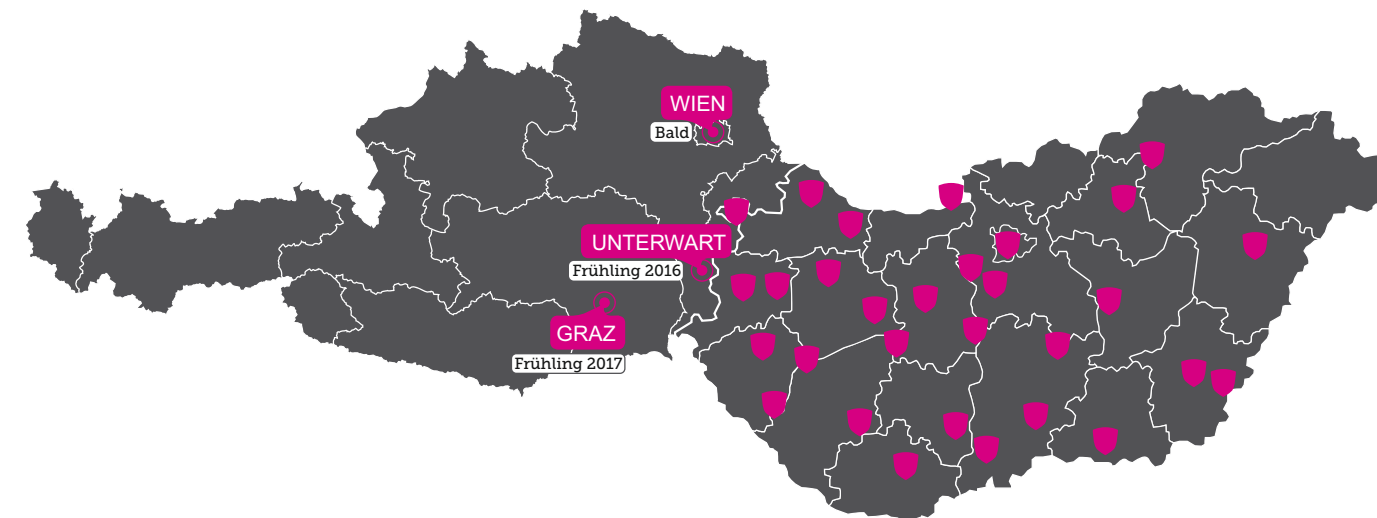 WIEN
Bald
UNTERWART
Frühling 2016
GRAZ
Frühling 2017